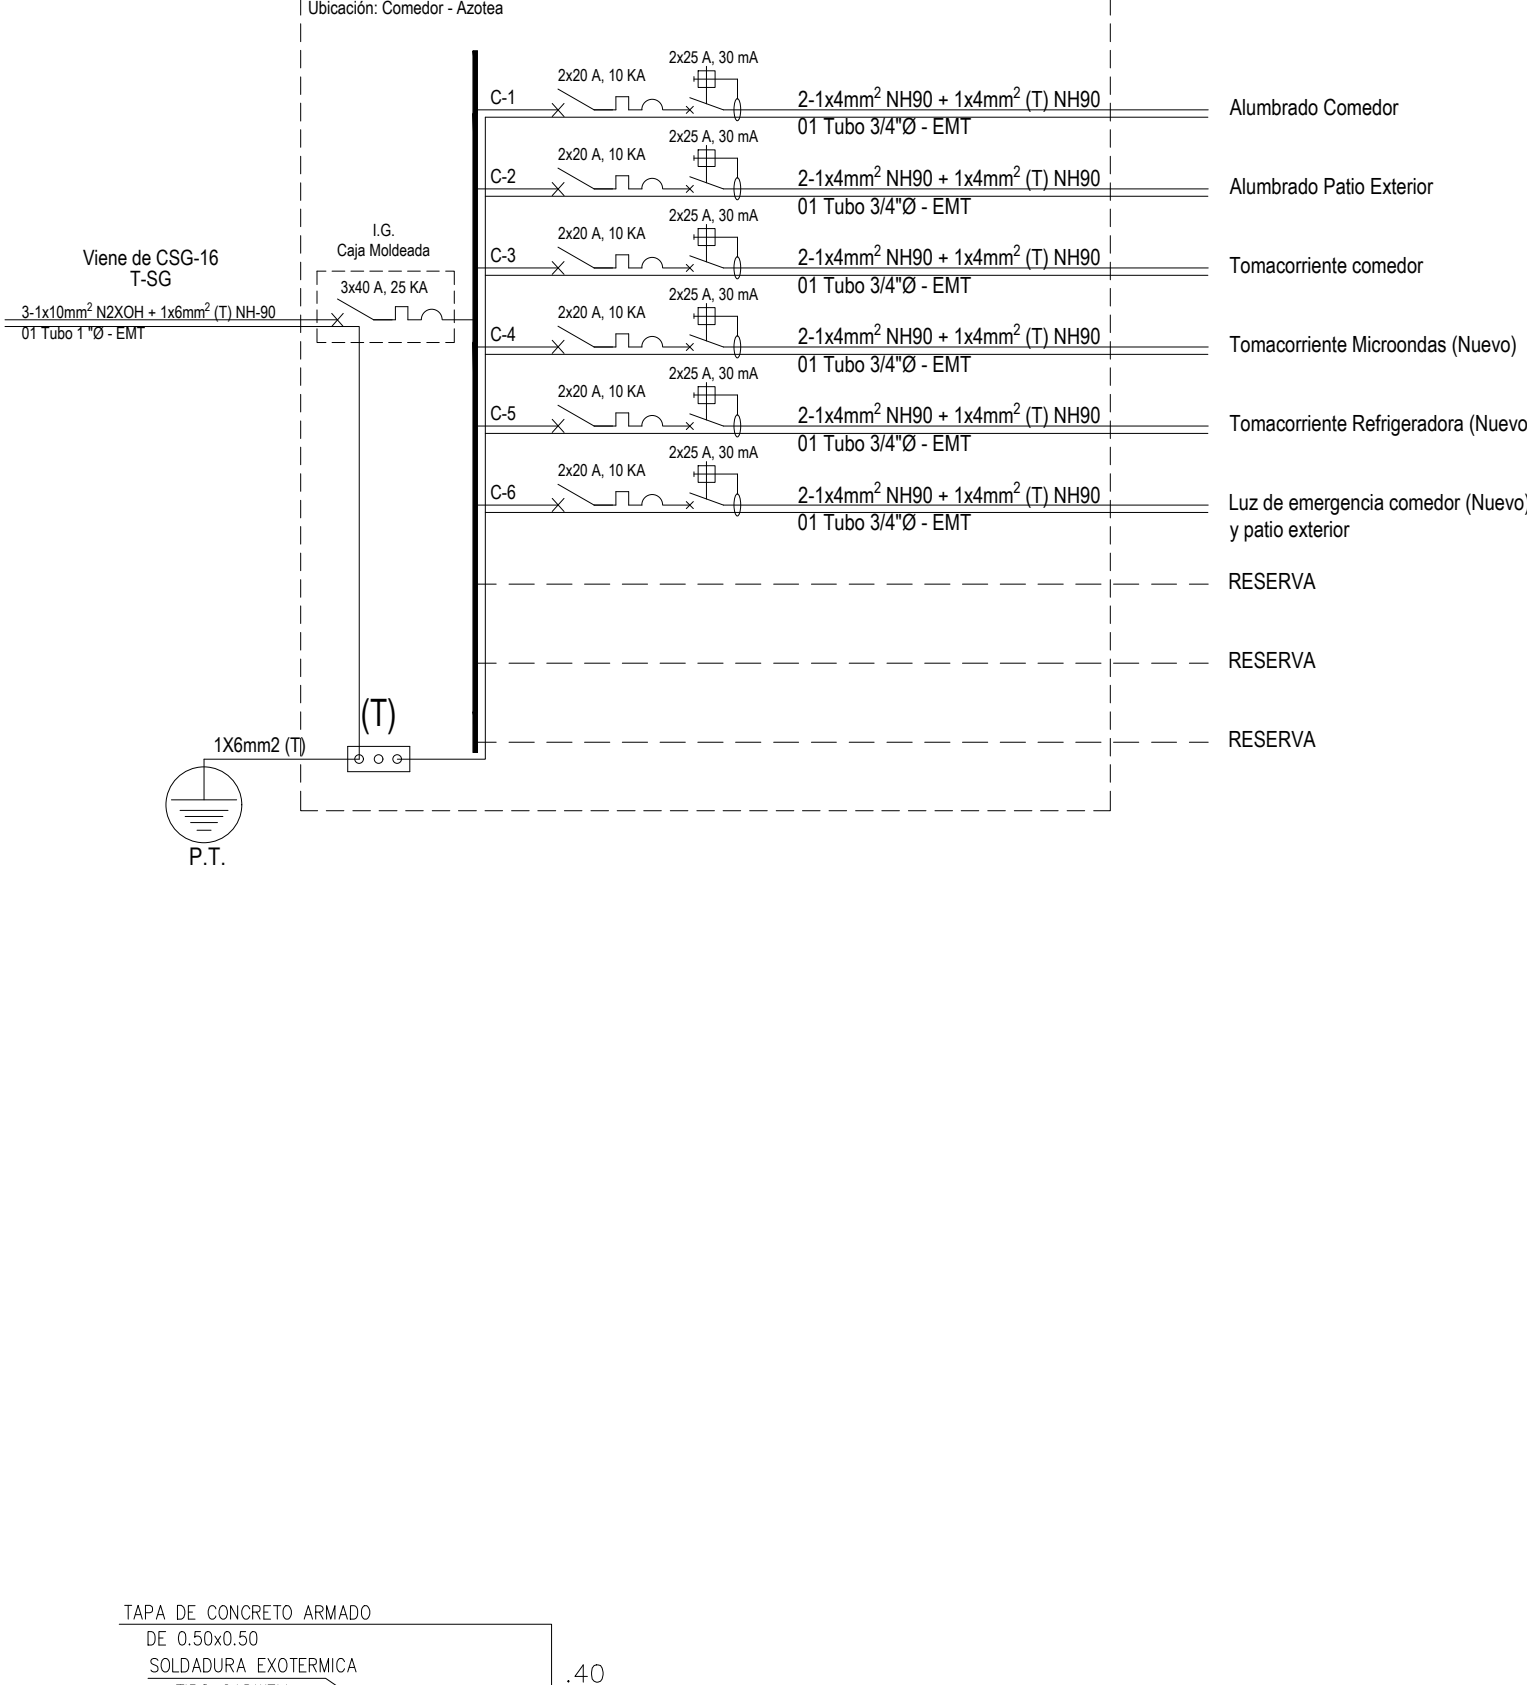 Ubicación: Comedor - Azotea
2x25 A, 30 mA
2x20 A, 10 KA
C-1
2-1x4mm² NH90 + 1x4mm² (T) NH90
01 Tubo 3/4"Ø - EMT
Alumbrado Comedor
2x25 A, 30 mA
2x20 A, 10 KA
C-2
2-1x4mm² NH90 + 1x4mm² (T) NH90
01 Tubo 3/4"Ø - EMT
Alumbrado Patio Exterior
2x25 A, 30 mA
2x20 A, 10 KA
C-3
2-1x4mm² NH90 + 1x4mm² (T) NH90
01 Tubo 3/4"Ø - EMT
Tomacorriente comedor
I.G.
Caja Moldeada
3x40 A, 25 KA
Viene de CSG-16
T-SG
3-1x10mm² N2XOH + 1x6mm² (T) NH-90
01 Tubo 1 "Ø - EMT
2x25 A, 30 mA
2x20 A, 10 KA
C-4
2-1x4mm² NH90 + 1x4mm² (T) NH90
01 Tubo 3/4"Ø - EMT
Tomacorriente Microondas (Nuevo)
2x25 A, 30 mA
2x20 A, 10 KA
C-5
2-1x4mm² NH90 + 1x4mm² (T) NH90
01 Tubo 3/4"Ø - EMT
Tomacorriente Refrigeradora (Nuevo
2x25 A, 30 mA
2x20 A, 10 KA
C-6
2-1x4mm² NH90 + 1x4mm² (T) NH90
01 Tubo 3/4"Ø - EMT
Luz de emergencia comedor (Nuevo)
y patio exterior
RESERVA
RESERVA
RESERVA
(T)
1X6mm2 (T)
P.T.
TAPA DE CONCRETO ARMADO
DE 0.50x0.50
SOLDADURA EXOTERMICA
.40